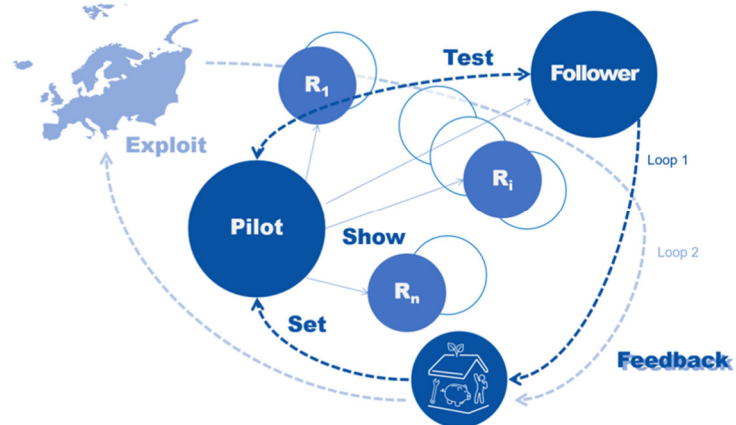 Test
Follower
R1
Exploit
Loop 1
Ri
Pilot
Show
Loop 2
Rn
Set
Feedback